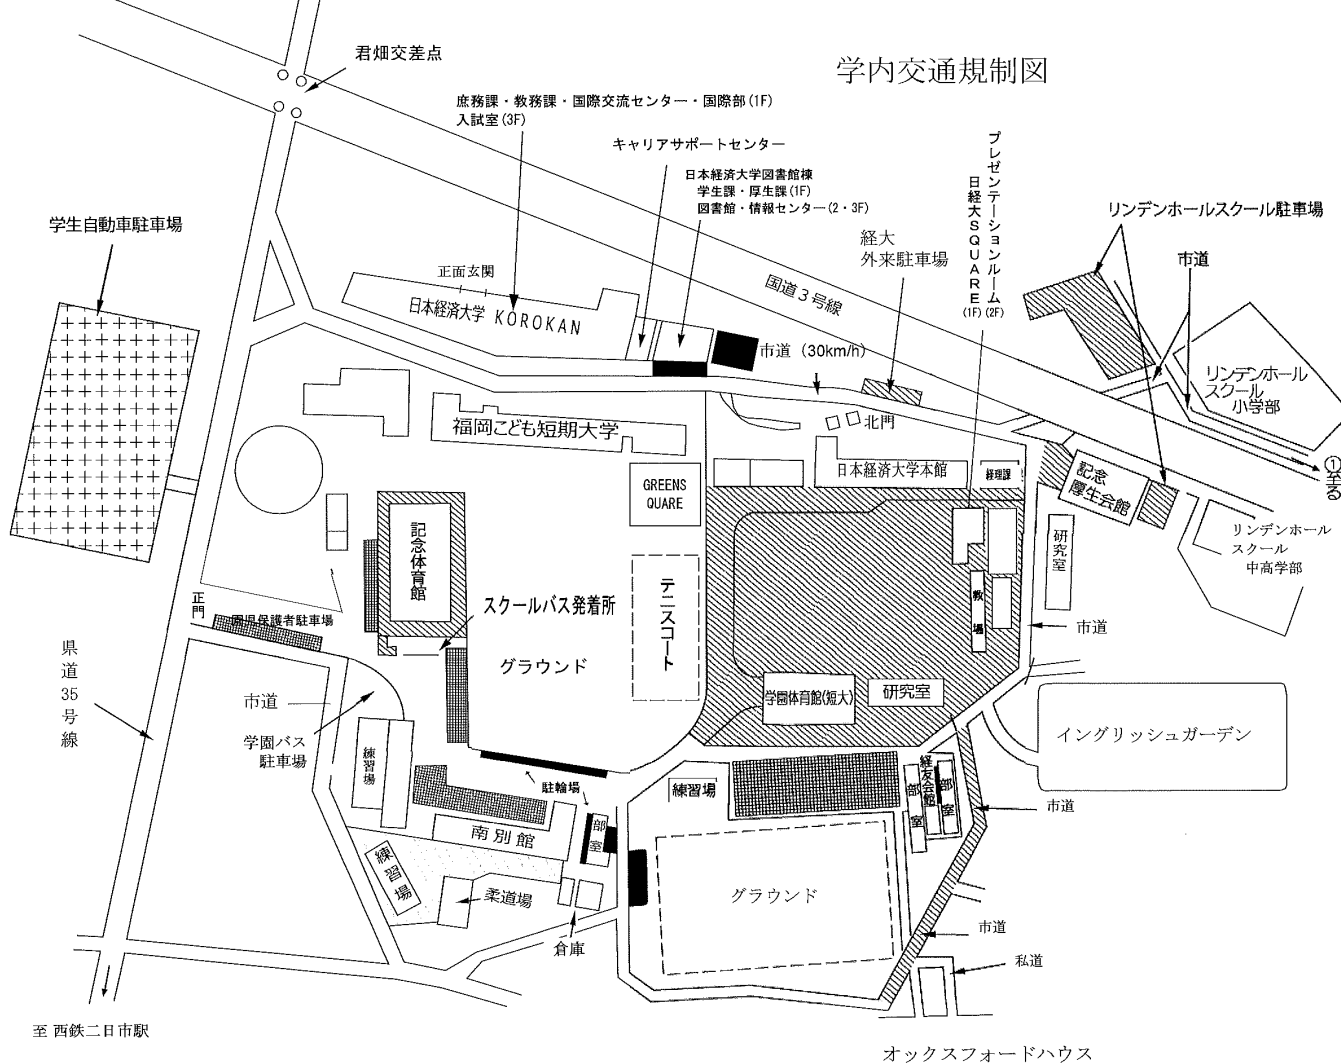 学内交通規制図
君畑交差点
庶務課・教務課・国際交流センター・国際部(1F)
入試室(3F)
キャリアサポートセンター
日本経済大学図書館棟
学生課・厚生課(1F)
図書館・情報センター(2・3F)
プレゼンテーションルーム(2F)
日経大SQUARE(1F)
リンデンホールスクール駐車場
市道
学生自動車駐車場
経大
外来駐車場
正面玄関
日本経済大学 KOROKAN
国道3号線
市道（30km/h）
リンデンホール
スクール
小学部
①
至る
福岡こども短期大学
北門
日本経済大学本館
経理課
記念
厚生会館
GREENS
QUARE
リンデンホール
スクール
中高学部
研究室
記念体育館
テニスコート
教場
スクールバス発着所
正門
園児保護者駐車場
市道
グラウンド
県道35号線
市道
学園体育館(短大)
研究室
イングリッシュガーデン
学園バス
駐車場
練習場
駐輪場
練習場
経友会館
部室
部室
市道
南別館
部室
練習場
柔道場
グラウンド
倉庫
市道
私道
至 西鉄二日市駅
オックスフォードハウス